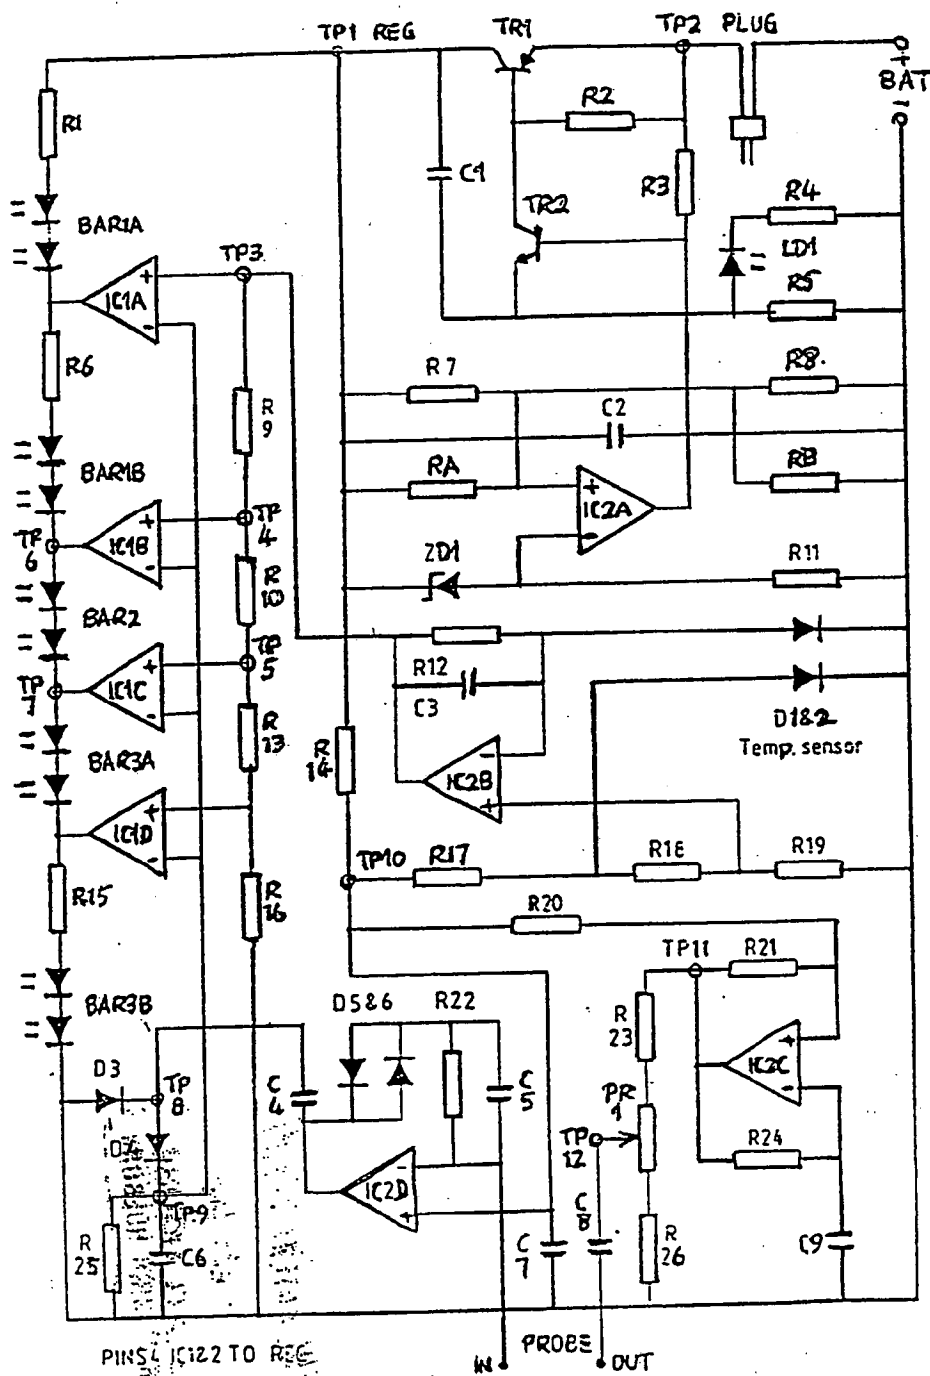 TP1 REG
TR1
TP2 PLUG
+
BAT
-
R1
R2
C1
R3
R4
TR2
LD1
BAR1A
TP3
IC1A
+
-
R5
R6
R7
R8
R
9
C2
BAR1B
RA
RB
TP
6
IC1B
+
-
TP
4
IC2A
+
-
R
10
ZD1
R11
BAR2
TP
5
R12
C3
TP
7
IC1C
+
-
R
13
D1&2
Temp. sensor
BAR3A
R
14
IC2B
-
+
IC1D
+
-
TP10
R17
R18
R19
R15
R
16
R20
TP11
R21
BAR3B
D5&6
R22
R
23
IC2C
+
-
D3
TP
8
C
4
C
5
PR
1
D4
TP
12
R24
IC2D
-
+
TP9
R
25
C6
C
7
C
8
R
26
C9
PINS4 IC1&2 TO REG
IN
PROBE
OUT